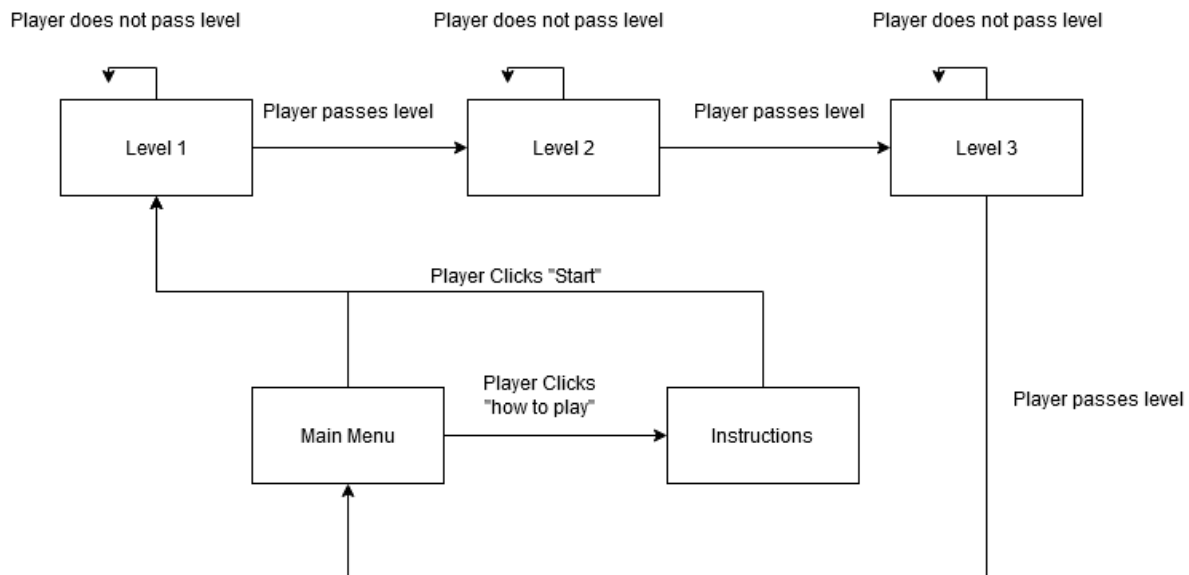 Player does not pass level
Player does not pass level
Player does not pass level
Player passes level
Player passes level
Level 1
Level 2
Level 3
Player Clicks "Start"
Player Clicks
"how to play"
Player passes level
Main Menu
Instructions